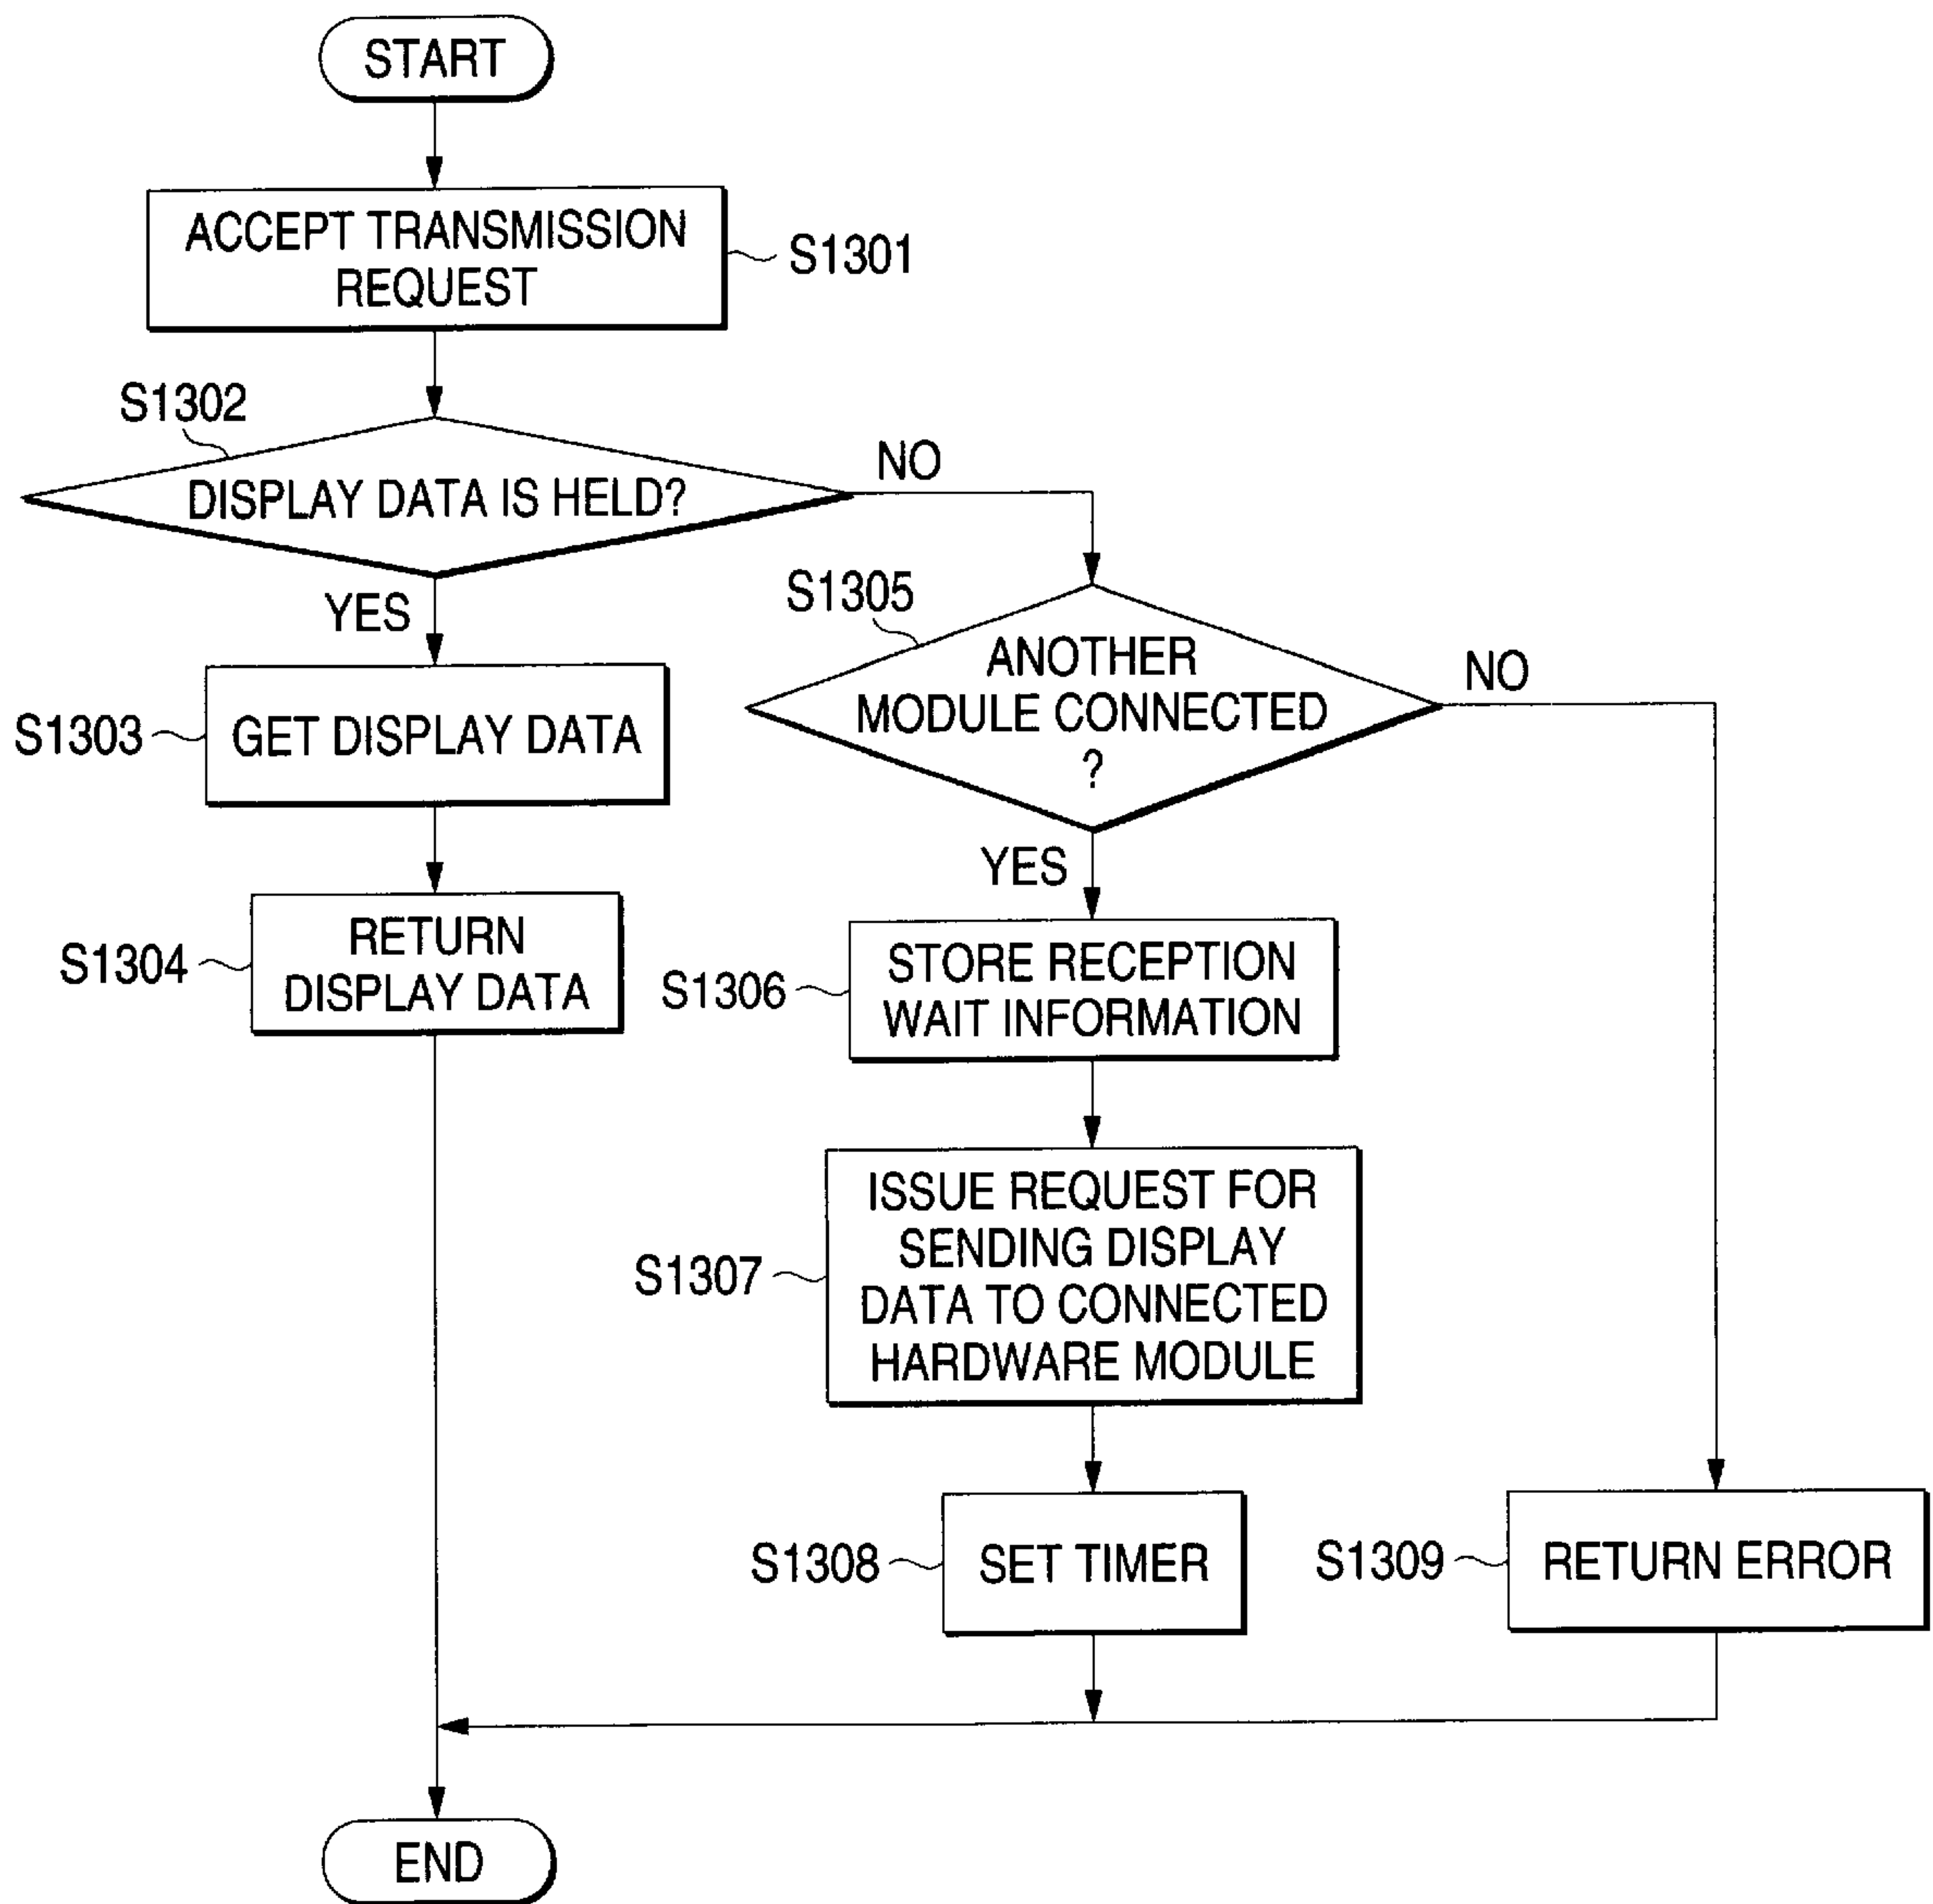 START
ACCEPT TRANSMISSION
REQUEST
S1301
S1302
DISPLAY DATA IS HELD?
NO
YES
S1303
GET DISPLAY DATA
S1304
RETURN
DISPLAY DATA
S1305
ANOTHER
MODULE CONNECTED
?
NO
YES
S1306
STORE RECEPTION
WAIT INFORMATION
S1307
ISSUE REQUEST FOR
SENDING DISPLAY
DATA TO CONNECTED
HARDWARE MODULE
S1308
SET TIMER
S1309
RETURN ERROR
END